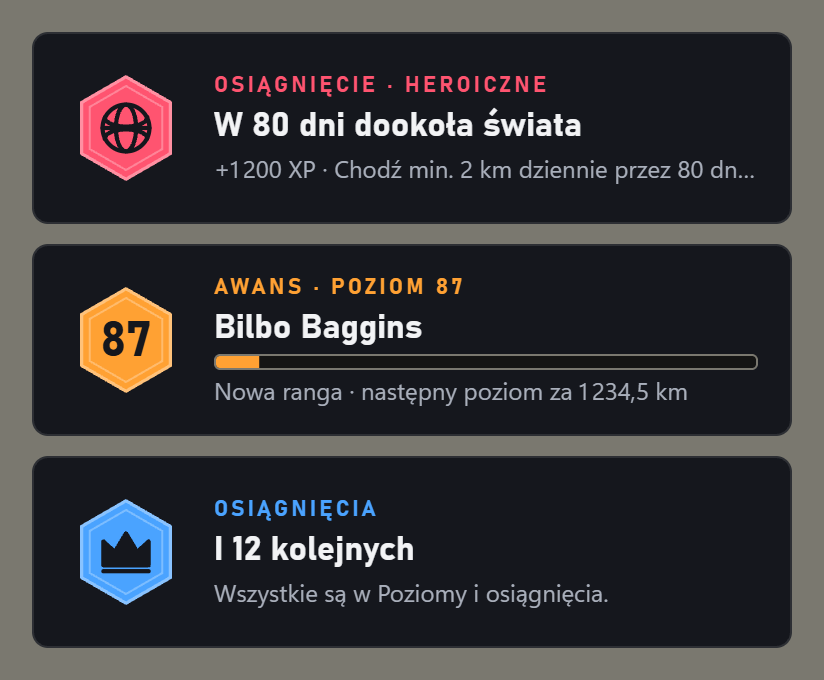 OSIĄGNIĘCIE · HEROICZNE
W 80 dni dookoła świata
+1200 XP · Chodź min. 2 km dziennie przez 80 dn...
87
AWANS · POZIOM 87
Bilbo Baggins
Nowa ranga · następny poziom za 1234,5 km
OSIĄGNIĘCIA
I 12 kolejnych
Wszystkie są w Poziomy i osiągnięcia.